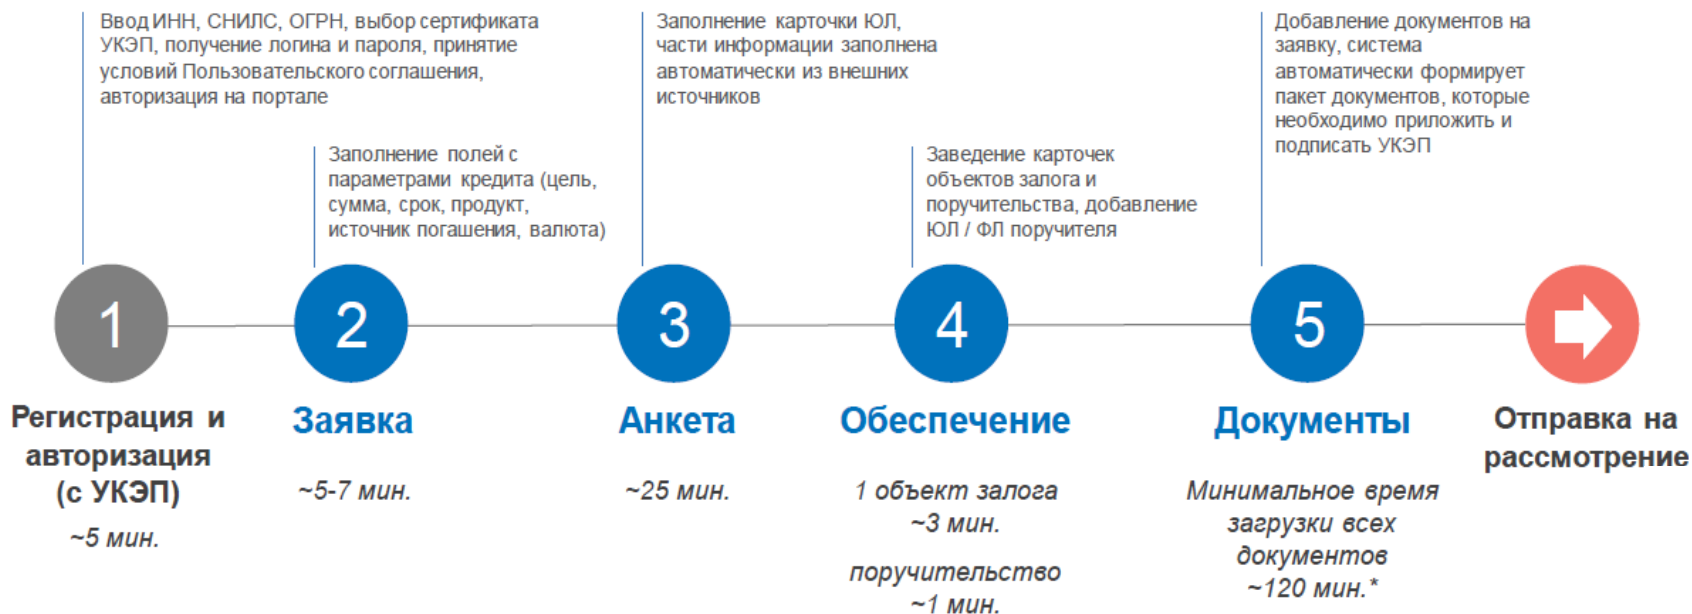 Ввод ИНН, СНИЛС, ОГРН, выбор сертификата
УКЭП, получение логина и пароля, принятие
условий Пользовательского соглашения,
авторизация на портале
Заполнение полей с
параметрами кредита (цель,
сумма, срок, продукт,
источник погашения, валюта)
Заполнение карточки ЮЛ,
части информации заполнена
автоматически из внешних
источников
Заведение карточек
объектов залога и
поручительства, добавление
ЮЛ / ФЛ поручителя
Добавление документов на
заявку, система
автоматически формирует
пакет документов, которые
необходимо приложить и
подписать УКЭП
1
2
3
4
5
Регистрация и
авторизация
(с УКЭП)
~5 мин.
Заявка
~5-7 мин.
Анкета
~25 мин.
Обеспечение
1 объект залога
~3 мин.
поручительство
~1 мин.
Документы
Минимальное время
загрузки всех
документов
~120 мин.*
Отправка на
рассмотрение